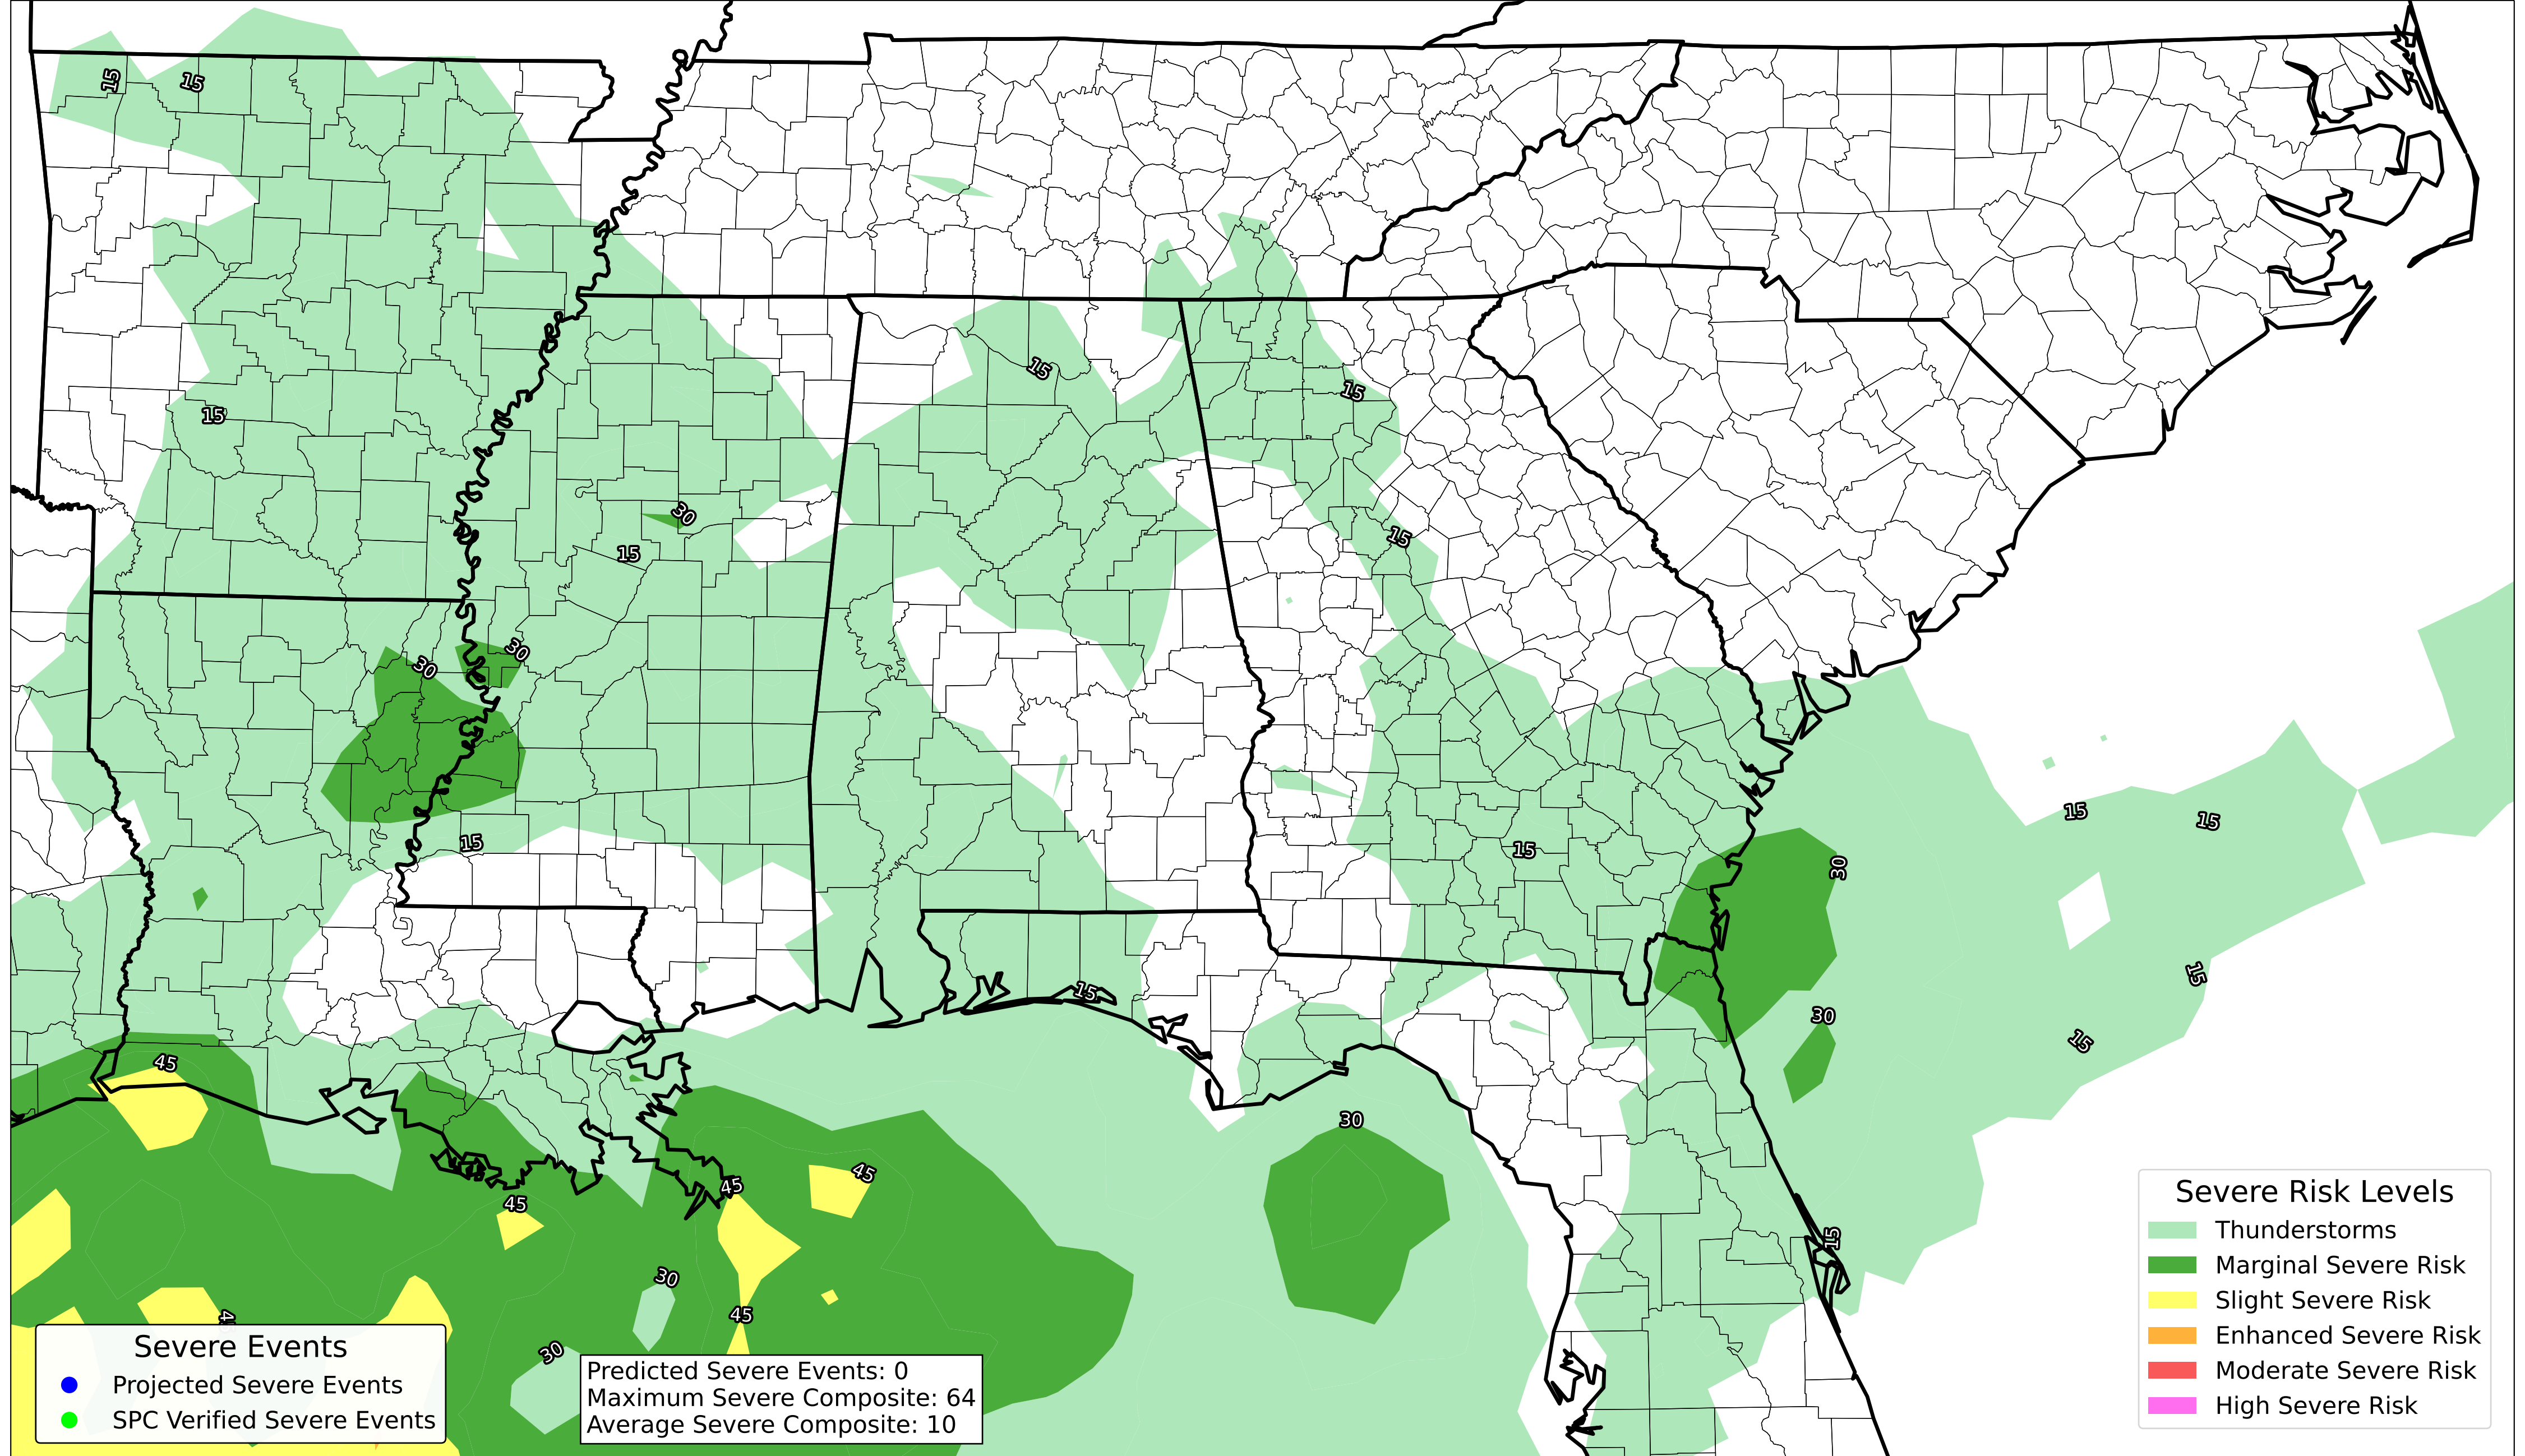 15
15
15
15
15
30
15
15
30
30
15
15
15
15
30
15
15
30
15
45
30
45
45
45
15
30
45
30
Severe Events
Projected Severe Events
SPC Verified Severe Events
Predicted Severe Events: 0
Maximum Severe Composite: 64
Average Severe Composite: 10
Severe Risk Levels
Thunderstorms
Marginal Severe Risk
Slight Severe Risk
Enhanced Severe Risk
Moderate Severe Risk
High Severe Risk